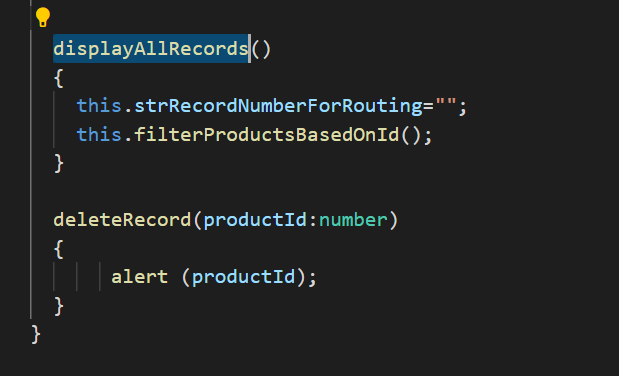 displayAllRecords()
{
this.strRecordNumberForRouting="";
this.filterProductsBasedOnId();
}
deleteRecord(productId:number)
{
alert (productId);
}
}